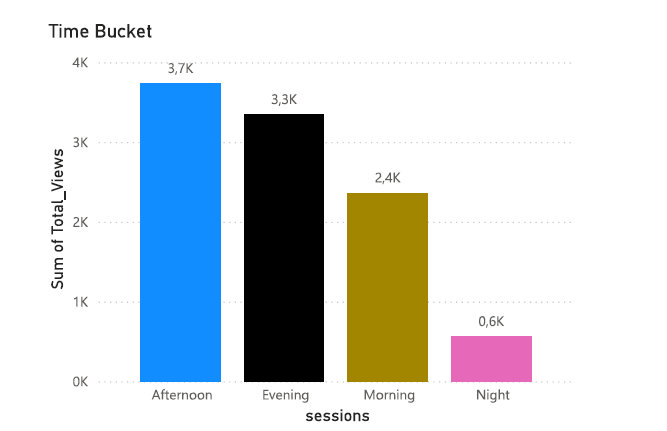 Time Bucket
4K
3K
2K
1K
0K
Sum of Total_Views
3,7K
3,3K
2,4K
0,6K
Afternoon
Evening
Morning
Night
sessions